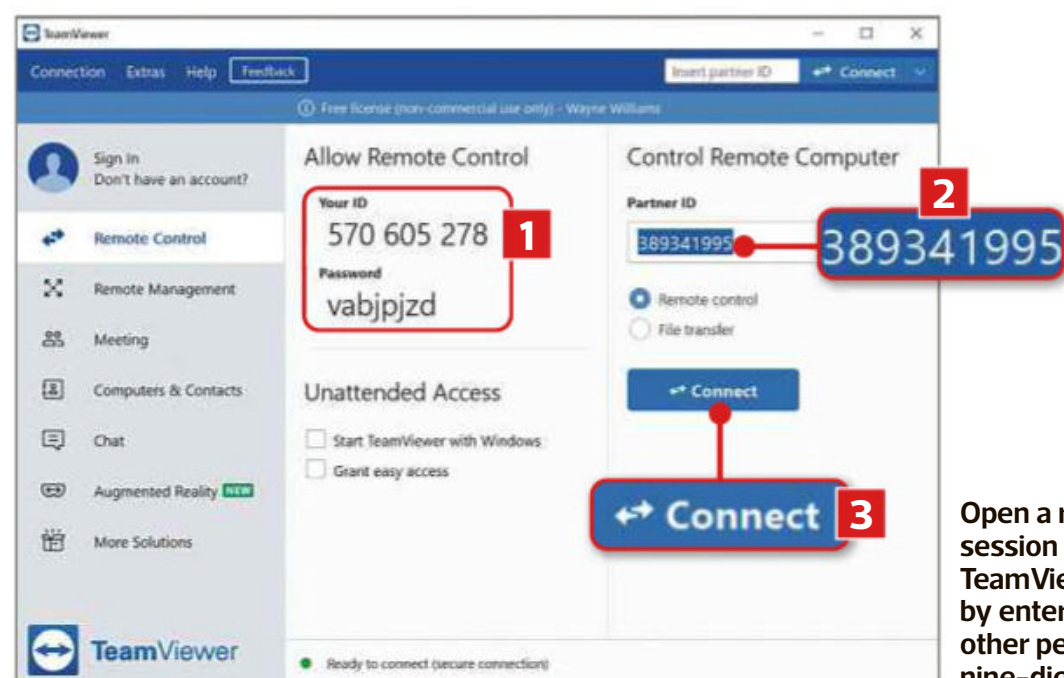 TeamViewer
Connection Extras Help Feedback
Insert partner ID Connect
Free license (non-commercial use only) - Wayne Williams
Sign In
Don't have an account?
Remote Control
Remote Management
Meeting
Computers & Contacts
Chat
Augmented Reality NEW
More Solutions
TeamViewer
Allow Remote Control
Your ID
570 605 278
1
Password
vabjpjzd
Unattended Access
Start TeamViewer with Windows
Grant easy access
Control Remote Computer
Partner ID
389341995
2
389341995
Remote control
File transfer
Connect
Connect 3
Ready to connect (secure connection)
Open a
session
TeamVie
by enter
other pe
nine-di